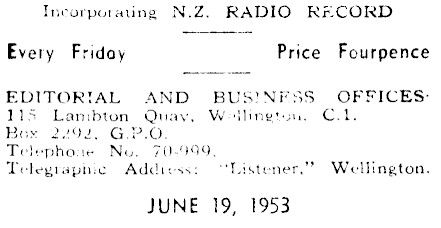 Incorporating N.Z. RADIO RECORD
Every Friday Price Fourpence
EDITORIAL AND BUSINESS OFFICES:
115 Lambton Quay, Wellington, C.1.
Box 2292, G.P.O.
Telephone No. 70-999.
Telegraphic Address: "Listener," Wellington.
JUNE 19, 1953